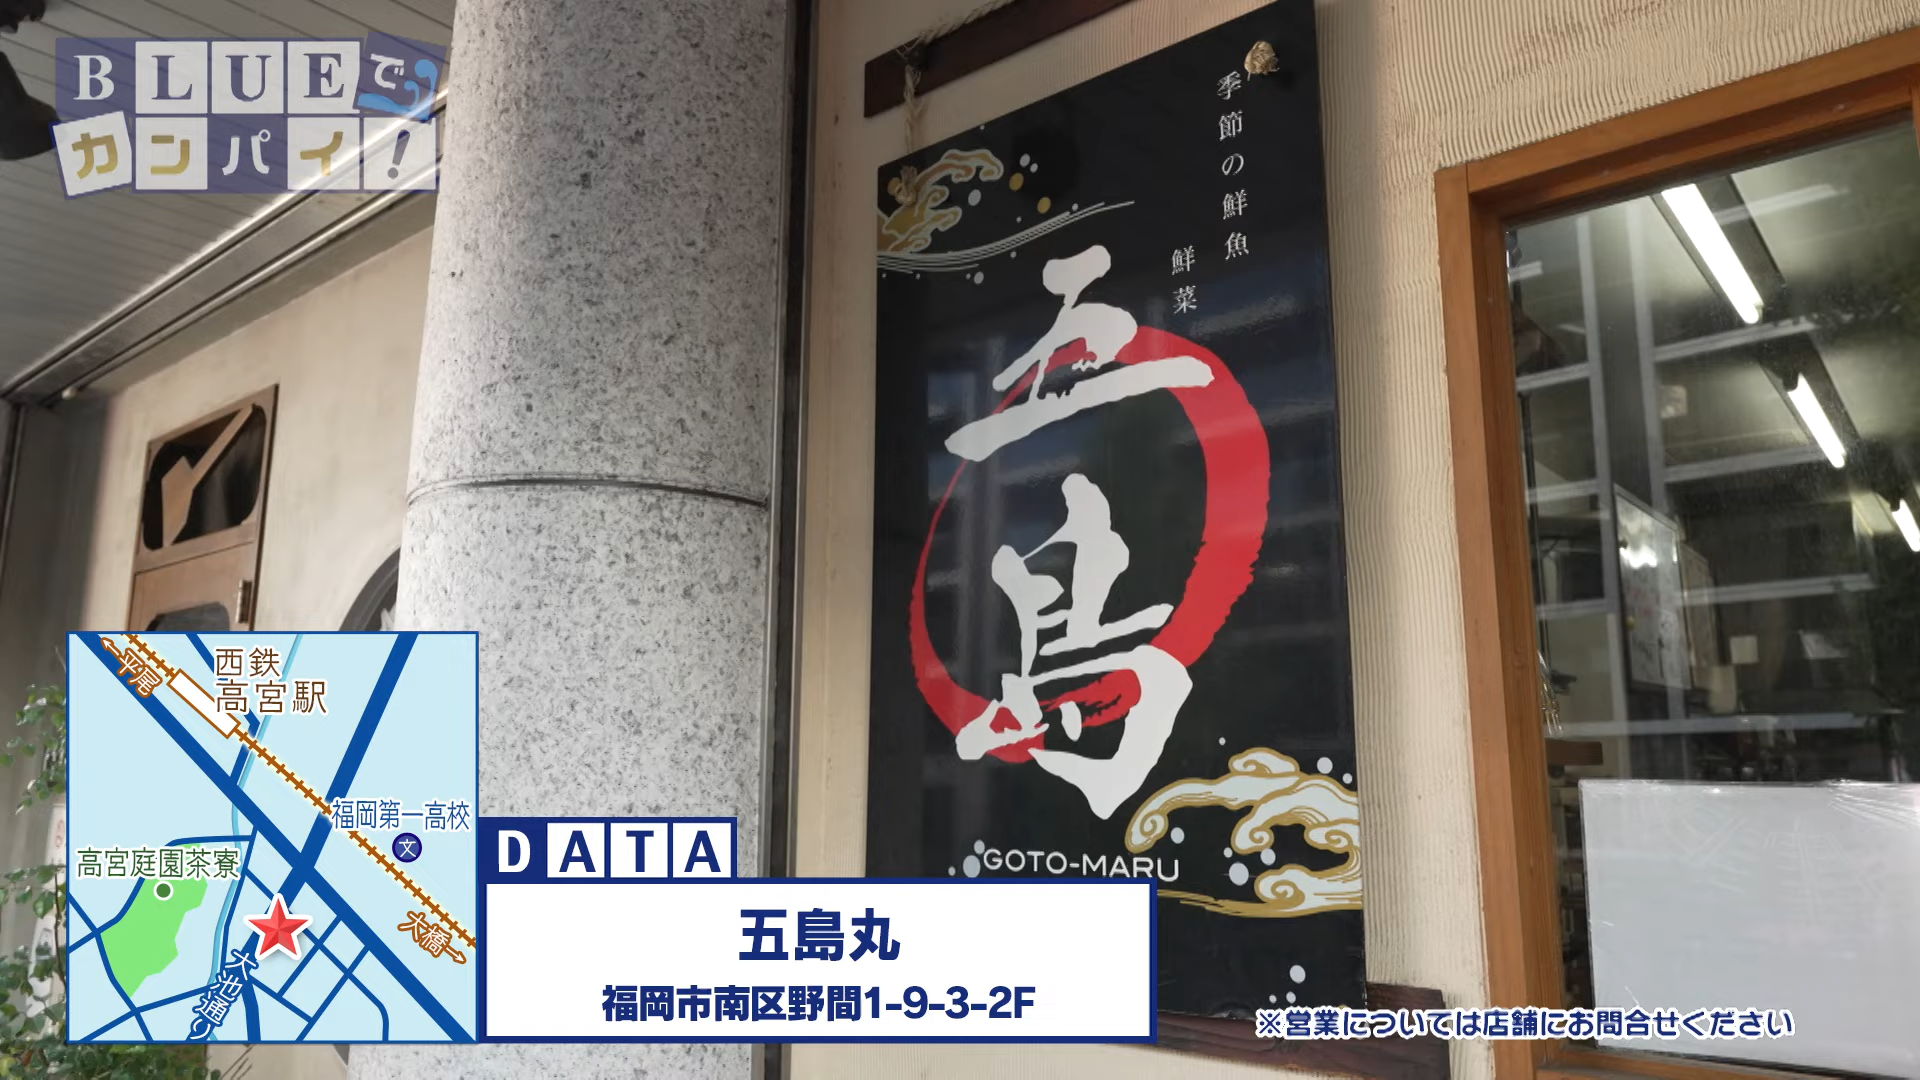 BLUEで
カンパイ!
季節の鮮魚
鮮菜
五島
GOTO-MARU
平尾
西鉄
高宮駅
福岡第一高校
文
高宮庭園茶寮
大橋
大池通り
DATA
五島丸
福岡市南区野間1-9-3-2F
※営業については店舗にお問合せください